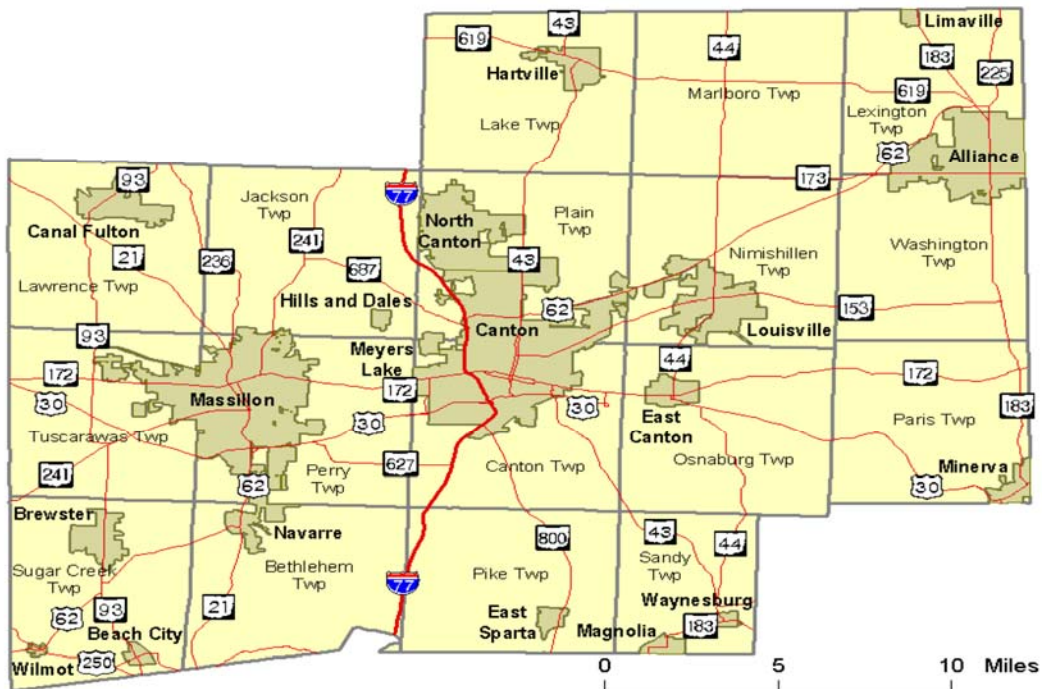 43
Limaville
619
44
183
Hartville
225
Marlboro Twp
619
Lexington
Twp
Lake Twp
62
Alliance
93
77
173
Jackson
Twp
North
Canton
Plain
Twp
Canal Fulton
241
Washington
Twp
21
236
43
Nimishillen
Twp
687
Lawrence Twp
Hills and Dales
62
153
Canton
Louisville
93
Meyers
Lake
44
172
172
172
Massillon
30
30
30
East
Canton
183
Paris Twp
Tuscarawas Twp
241
Perry
Twp
627
Canton Twp
Osnaburg Twp
Minerva
62
30
Brewster
Navarre
800
43
44
Sugar Creek
Twp
Bethlehem
Twp
77
Pike Twp
Sandy
Twp
62
93
21
Waynesburg
East
Sparta
Magnolia
183
Beach City
Wilmot
250
0 5 10 Miles